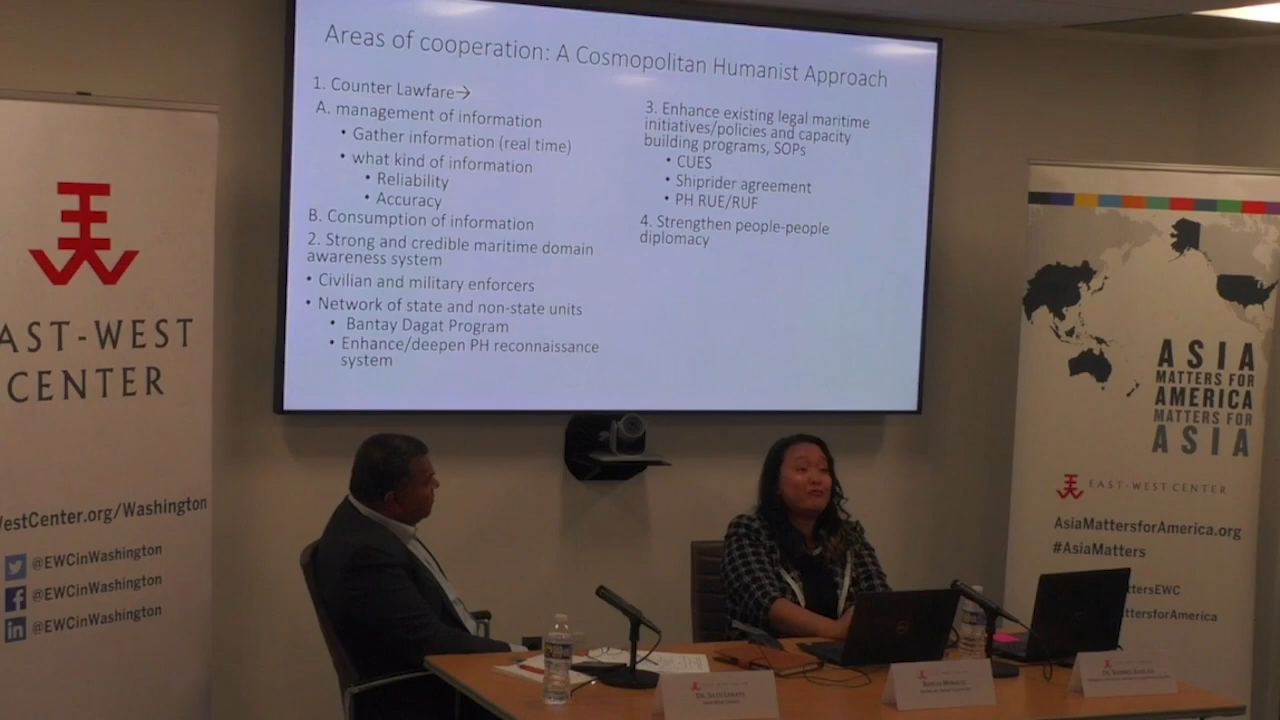 Areas of cooperation: A Cosmopolitan Humanist Approach
1. Counter Lawfare→
A. management of information
• Gather information (real time)
• what kind of information
• Reliability
• Accuracy
B. Consumption of information
2. Strong and credible maritime domain
awareness system
• Civilian and military enforcers
• Network of state and non-state units
• Bantay Dagat Program
• Enhance/deepen PH reconnaissance
system
3. Enhance existing legal maritime
initiatives/policies and capacity
building programs, SOPs
• CUES
• Shiprider agreement
• PH RUE/RUF
4. Strengthen people-people
diplomacy
AST-WEST
CENTER
WestCenter.org/Washington
@EWCinWashington
@EWCinWashington
@EWCinWashington
ASIA
MATTERS FOR
AMERICA
MATTERS FOR
ASIA
EAST-WEST CENTER
AsiaMattersforAmerica.org
#AsiaMatters
ttersEWC
ttersforAmerica
DR. SATU LIMAYE